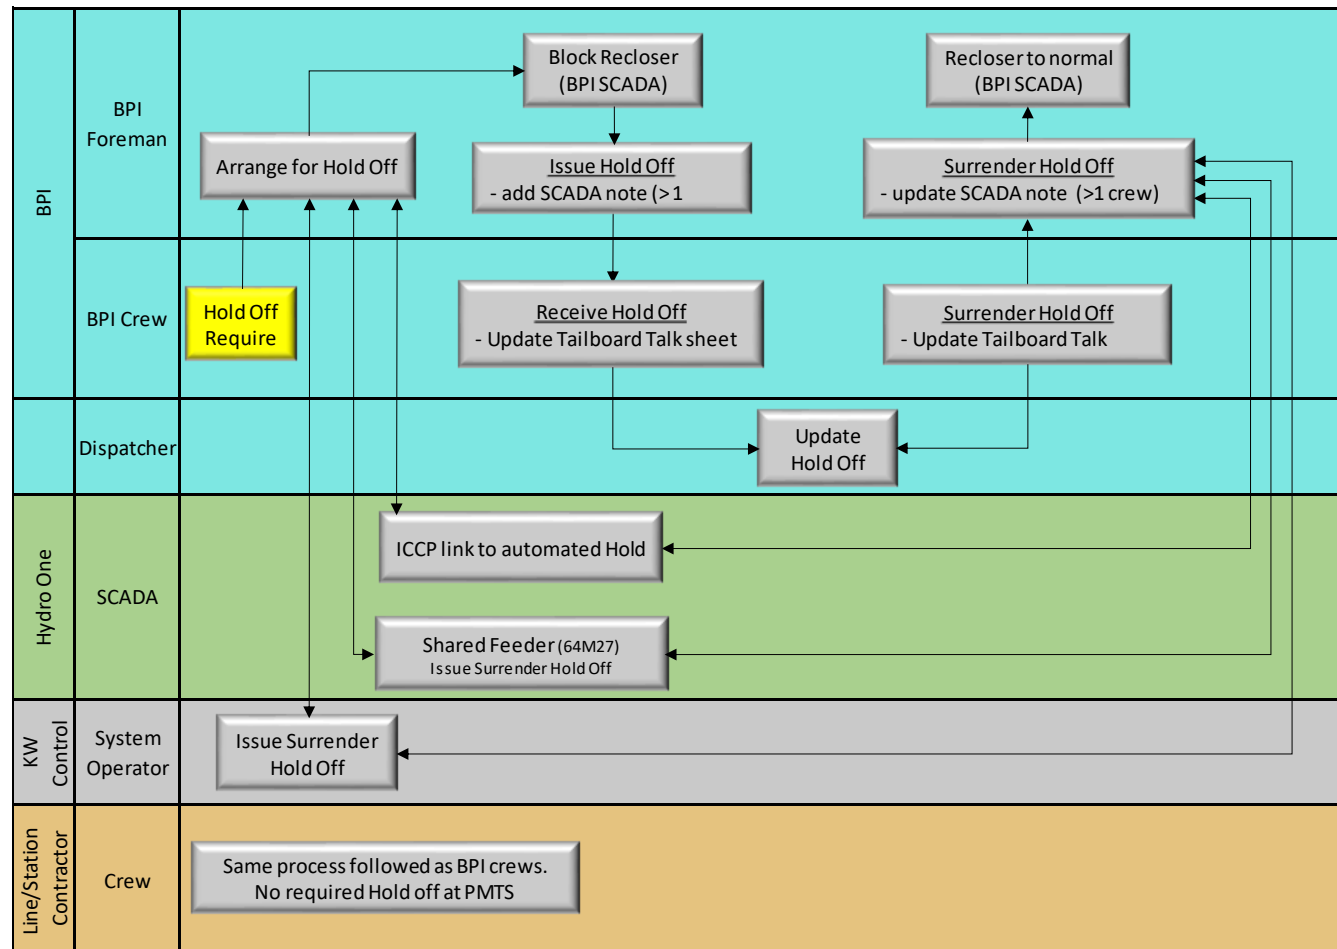 BPI
BPI
Foreman
Arrange for Hold Off
Block Recloser
(BPI SCADA)
Issue Hold Off
- add SCADA note (>1
Recloser to normal
(BPI SCADA)
Surrender Hold Off
- update SCADA note (>1 crew)
BPI Crew
Hold Off
Require
Receive Hold Off
- Update Tailboard Talk sheet
Surrender Hold Off
- Update Tailboard Talk
Dispatcher
Update
Hold Off
Hydro One
SCADA
ICCP link to automated Hold
Shared Feeder (64M27)
Issue Surrender Hold Off
KW
Control
System
Operator
Issue Surrender
Hold Off
Line/Station
Contractor
Crew
Same process followed as BPI crews.
No required Hold off at PMTS